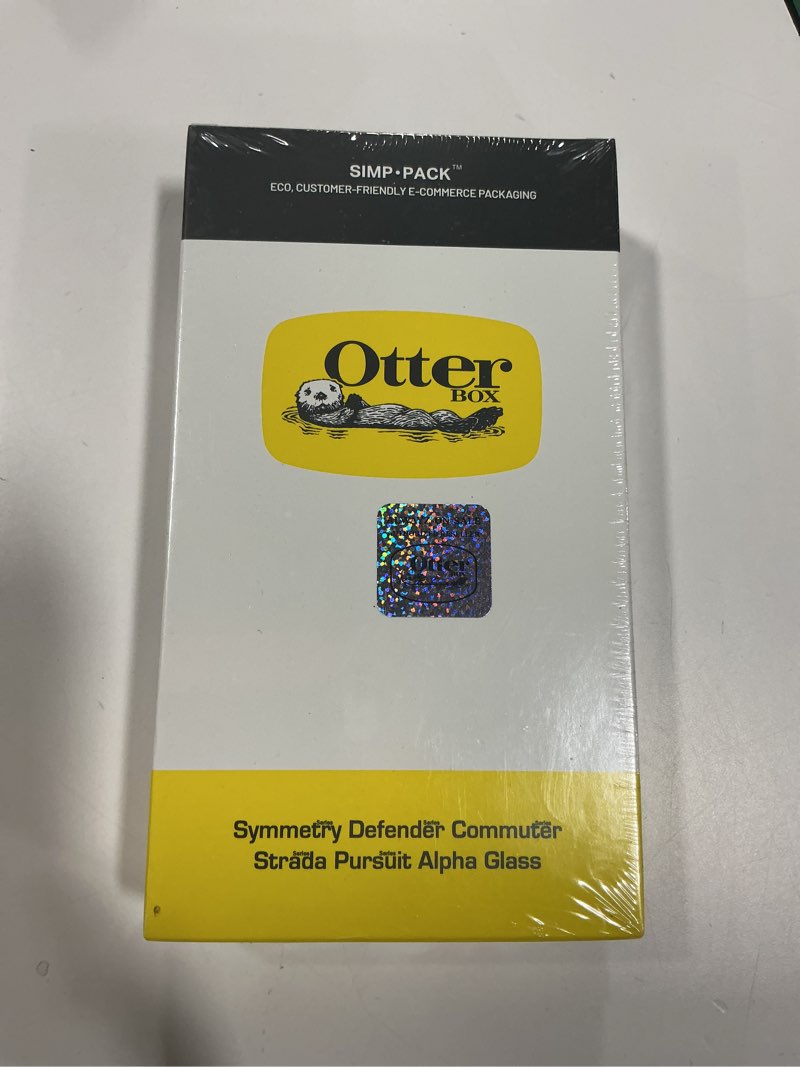 SIMP•PACK™
ECO, CUSTOMER-FRIENDLY E-COMMERCE PACKAGING
Otter
BOX
Otter
Symmetry Series Defender Series Commuter Series
Strada Series Pursuit Series Alpha Glass